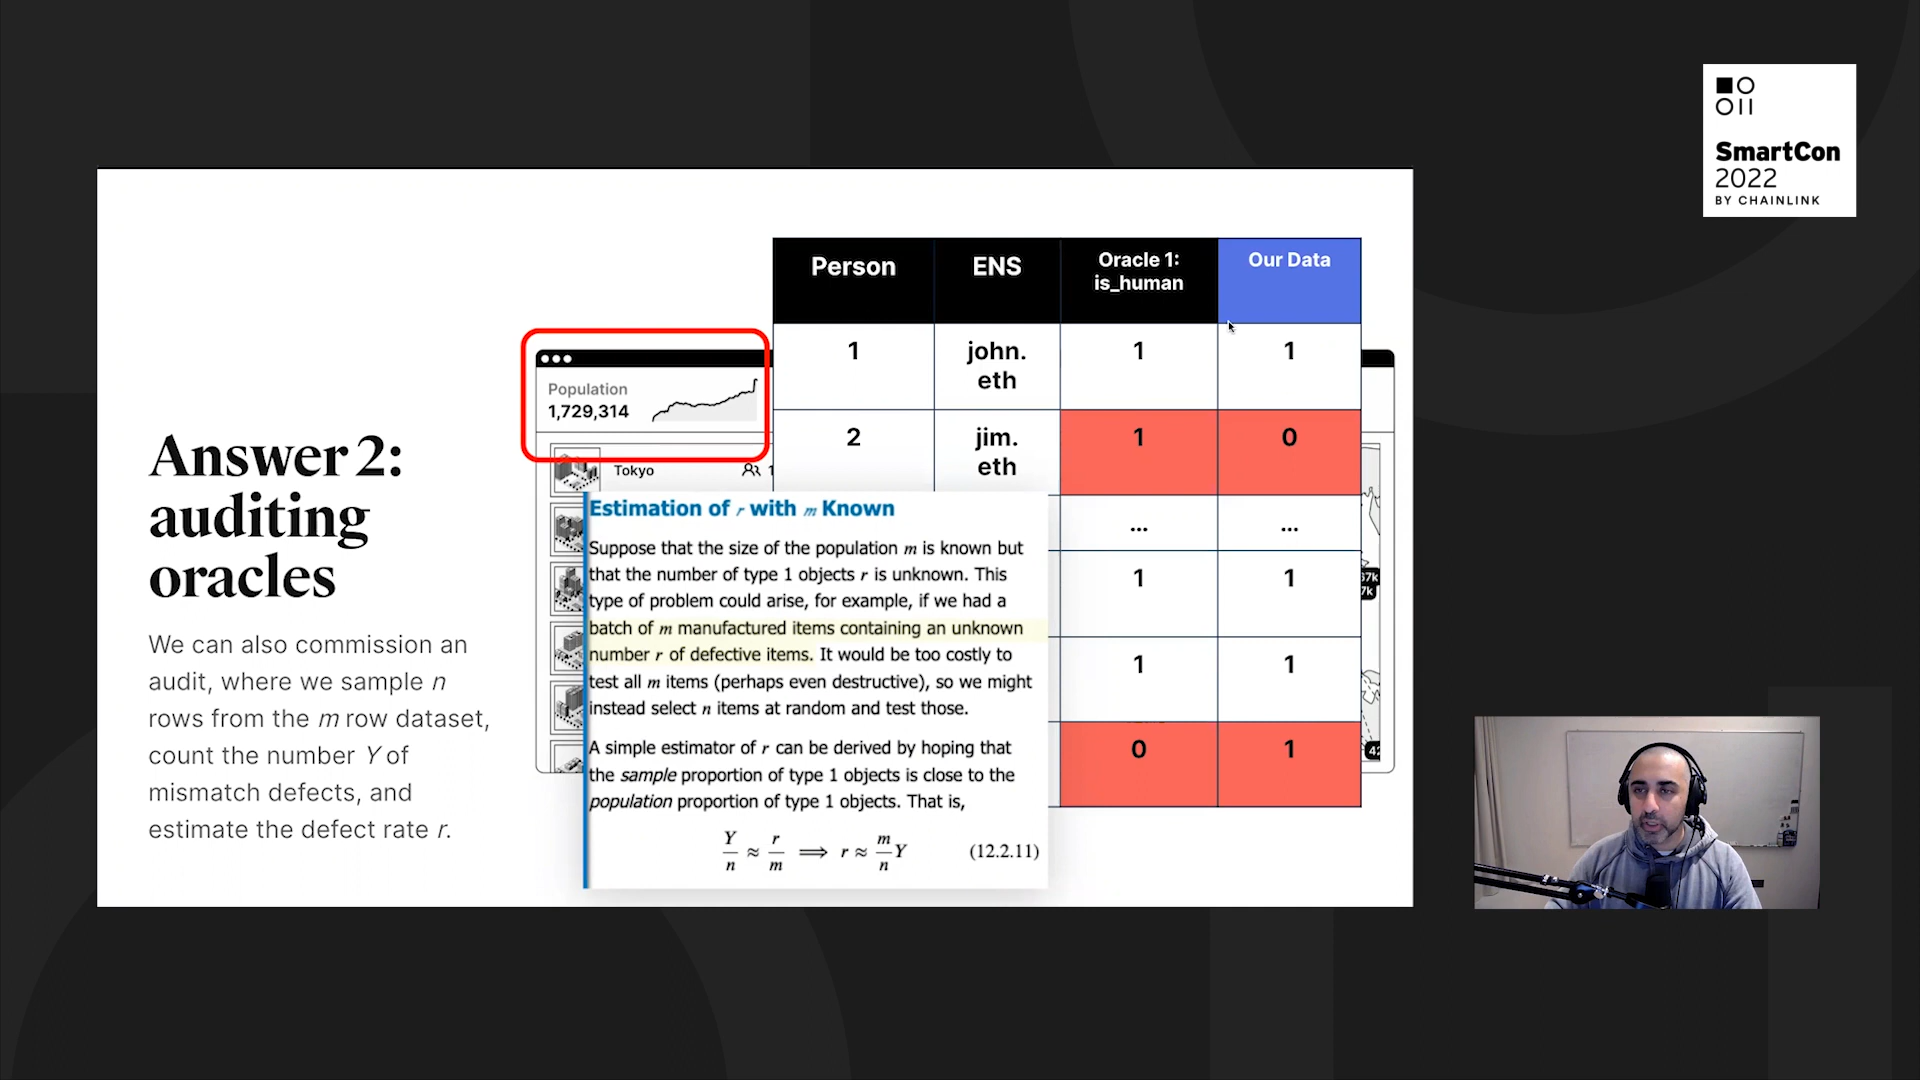 SmartCon
2022
BY CHAINLINK
Person ENS Oracle 1: Our Data
is_human
1 john. 1 1
eth
2 jim. 1 0
eth
... ...
1 1
1 1
0 1
Population
1,729,314
Tokyo
Answer 2:
auditing
oracles
We can also commission an
audit, where we sample n
rows from the m row dataset,
count the number Y of
mismatch defects, and
estimate the defect rate r.
Estimation of r with m Known
Suppose that the size of the population m is known but
that the number of type 1 objects r is unknown. This
type of problem could arise, for example, if we had a
batch of m manufactured items containing an unknown
number r of defective items. It would be too costly to
test all m items (perhaps even destructive), so we might
instead select n items at random and test those.
A simple estimator of r can be derived by hoping that
the sample proportion of type 1 objects is close to the
population proportion of type 1 objects. That is,
Y/n ≈ r/m ⟹ r ≈ m/n Y (12.2.11)